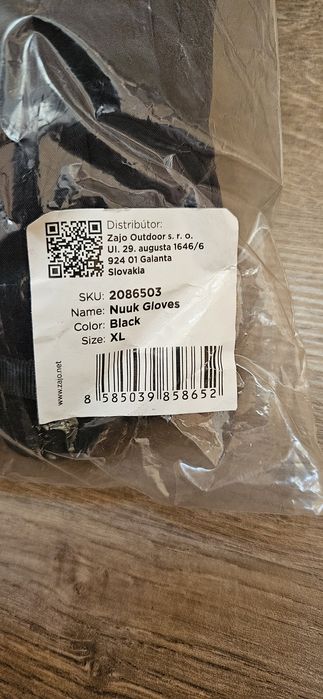 Distribútor:
Zajo Outdoor s. r. o.
Ul. 29. augusta 1646/6
924 01 Galanta
Slovakia
SKU: 2086503
Name: Nuuk Gloves
Color: Black
Size: XL
www.zajo.net
8 585039 858652